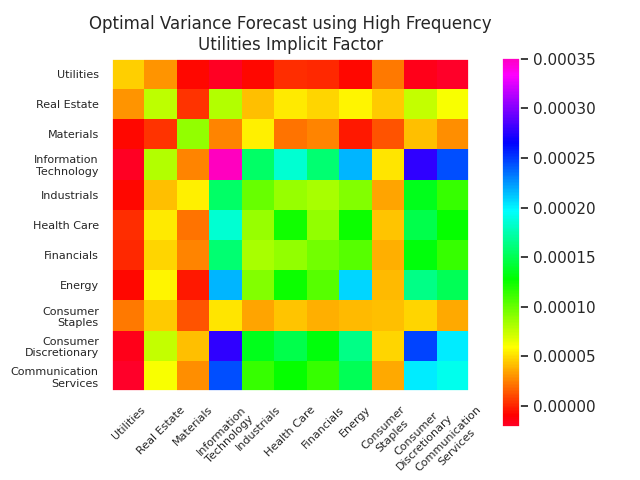 Optimal Variance Forecast using High Frequency
Utilities Implicit Factor
Utilities
Real Estate
Materials
Information
Technology
Industrials
Health Care
Financials
Energy
Consumer
Staples
Consumer
Discretionary
Communication
Services
Utilities
Real Estate
Materials
Information
Technology
Industrials
Health Care
Financials
Energy
Consumer
Staples
Consumer
Discretionary
Communication
Services
0.00035
0.00030
0.00025
0.00020
0.00015
0.00010
0.00005
0.00000